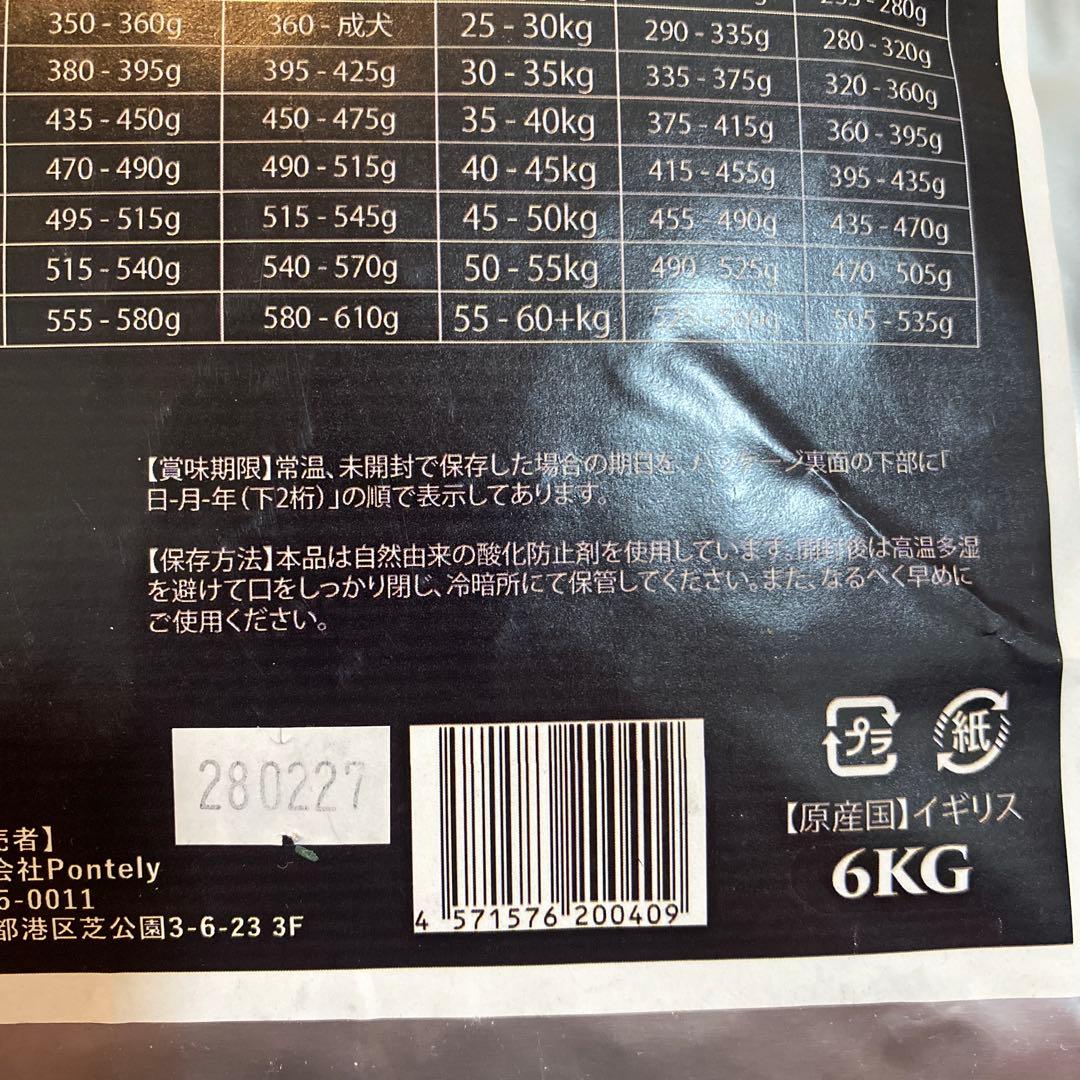 280g
350 - 360g 360 - 成犬 25 - 30kg 290 - 335g 280 - 320g
380 - 395g 395 - 425g 30 - 35kg 335 - 375g 320 - 360g
435 - 450g 450 - 475g 35 - 40kg 375 - 415g 360 - 395g
470 - 490g 490 - 515g 40 - 45kg 415 - 455g 395 - 435g
495 - 515g 515 - 545g 45 - 50kg 455 - 490g 435 - 470g
515 - 540g 540 - 570g 50 - 55kg 490 - 525g 470 - 505g
555 - 580g 580 - 610g 55 - 60+kg 505 - 535g
【賞味期限】常温、未開封で保存した場合の期日を、パッケージ裏面の下部に「
日-月-年（下2桁）」の順で表示してあります。
【保存方法】本品は自然由来の酸化防止剤を使用しています。開封後は高温多湿
を避けて口をしっかり閉じ、冷暗所にて保管してください。また、なるべく早めに
ご使用ください。
プラ 紙
280227
【原産国】イギリス
6KG
売者】
会社Pontely
5-0011
都港区芝公園3-6-23 3F
4 571576 200409